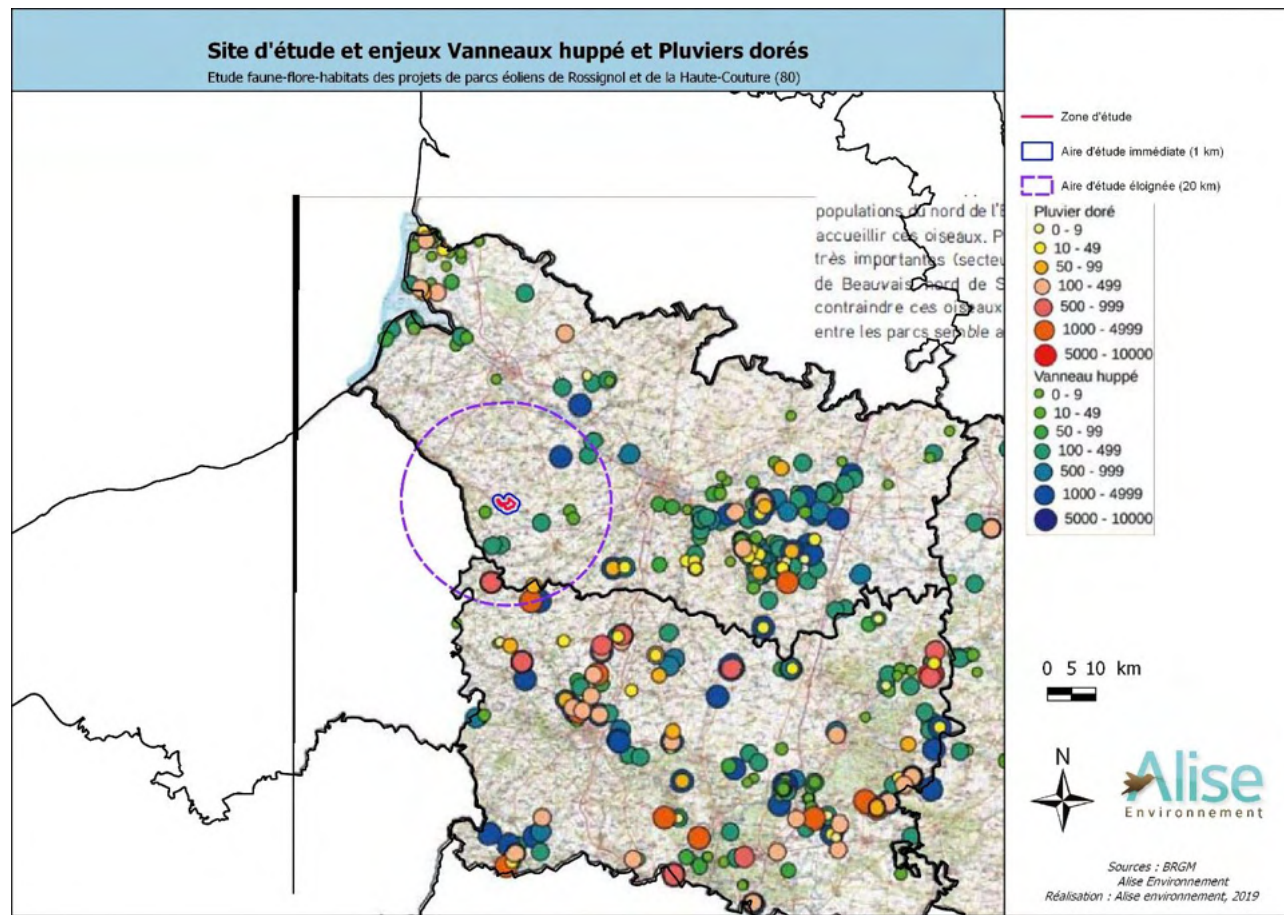 Site d'étude et enjeux Vanneaux huppé et Pluviers dorés
Etude faune-flore-habitats des projets de parcs éoliens de Rossignol et de la Haute-Couture (80)
Zone d'étude
Aire d'étude immédiate (1 km)
Aire d'étude éloignée (20 km)
populations du nord de l'E
accueillir ces oiseaux. P
très importantes (secteu
de Beauvais, nord de S
contraindre ces oiseaux
entre les parcs semble a
Pluvier doré
0 - 9
10 - 49
50 - 99
100 - 499
500 - 999
1000 - 4999
5000 - 10000
Vanneau huppé
0 - 9
10 - 49
50 - 99
100 - 499
500 - 999
1000 - 4999
5000 - 10000
0 5 10 km
N
Alise
Environnement
Sources : BRGM
Alise Environnement
Réalisation : Alise environnement, 2019